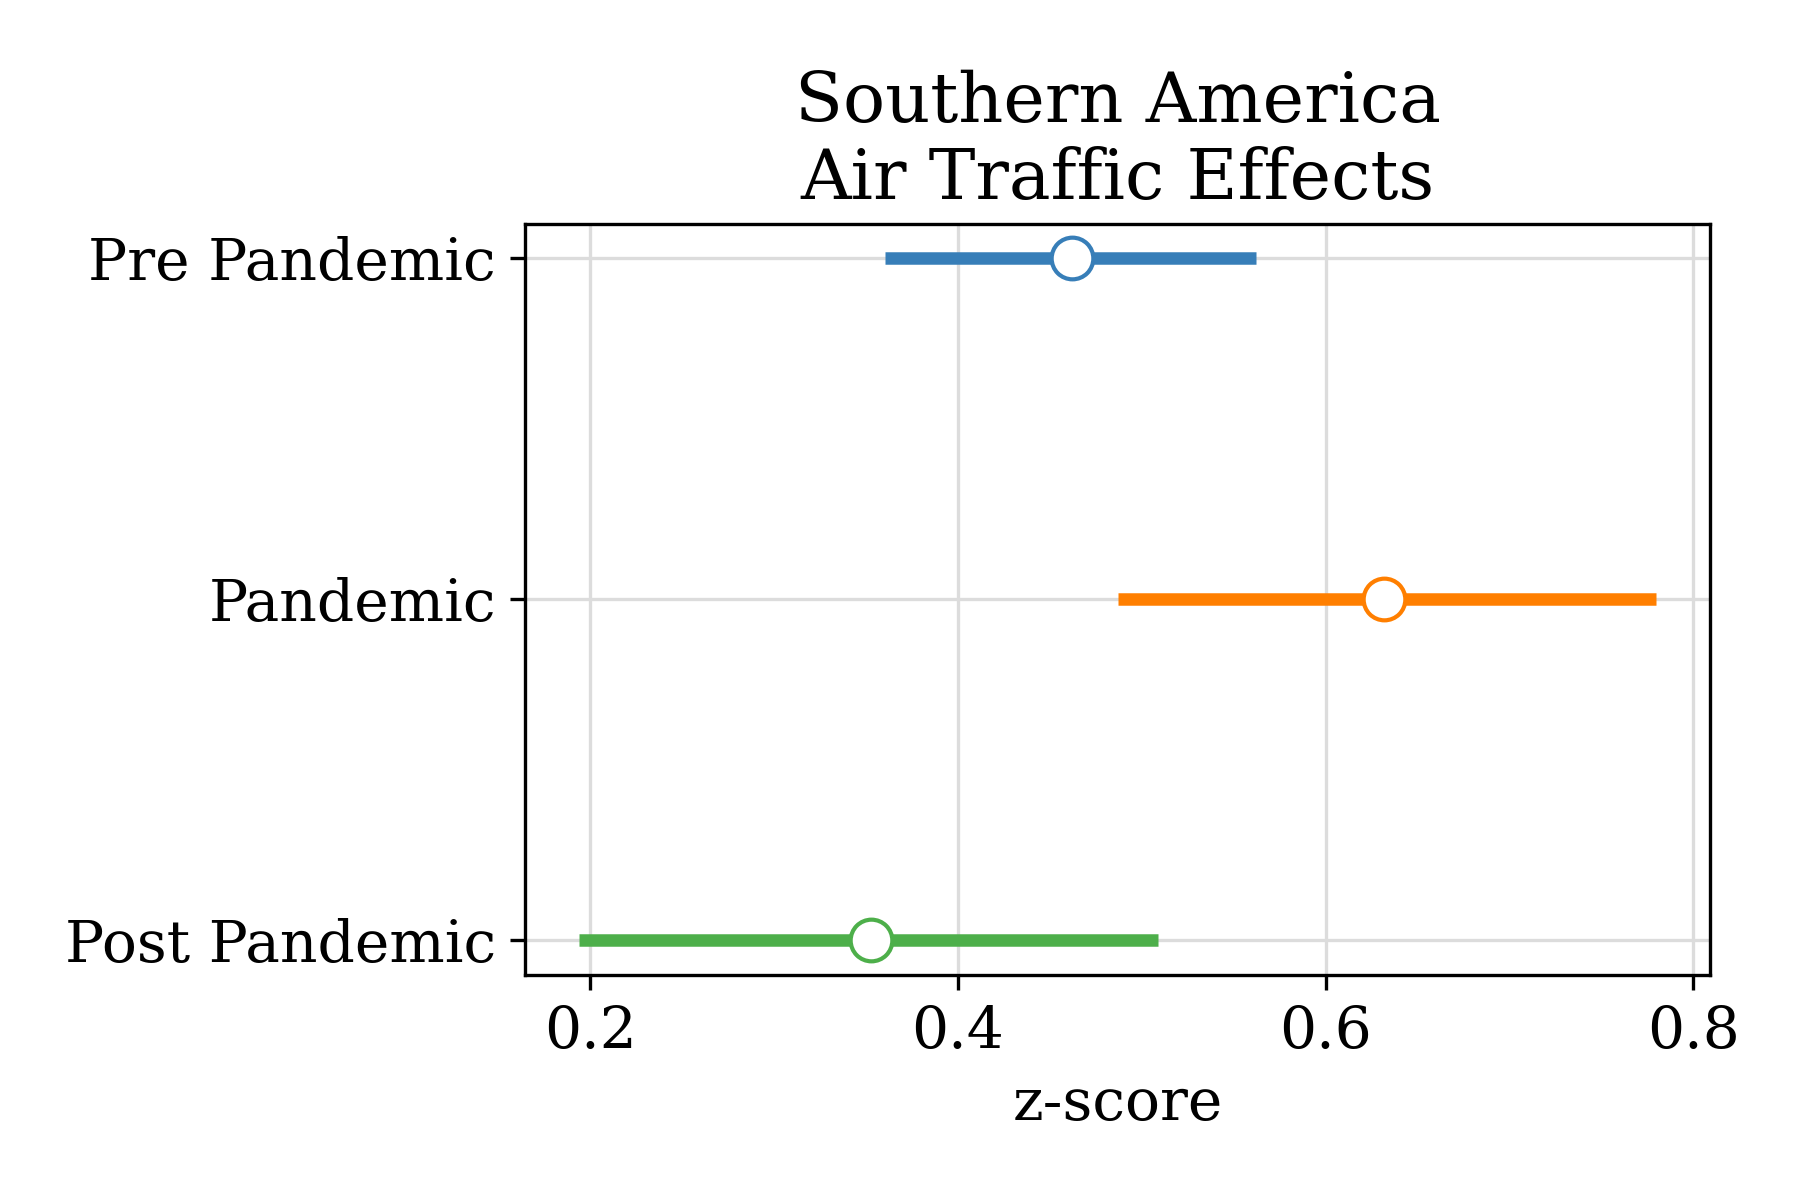 Southern America
Air Traffic Effects
Pre Pandemic
Pandemic
Post Pandemic
0.2 0.4 0.6 0.8
z-score